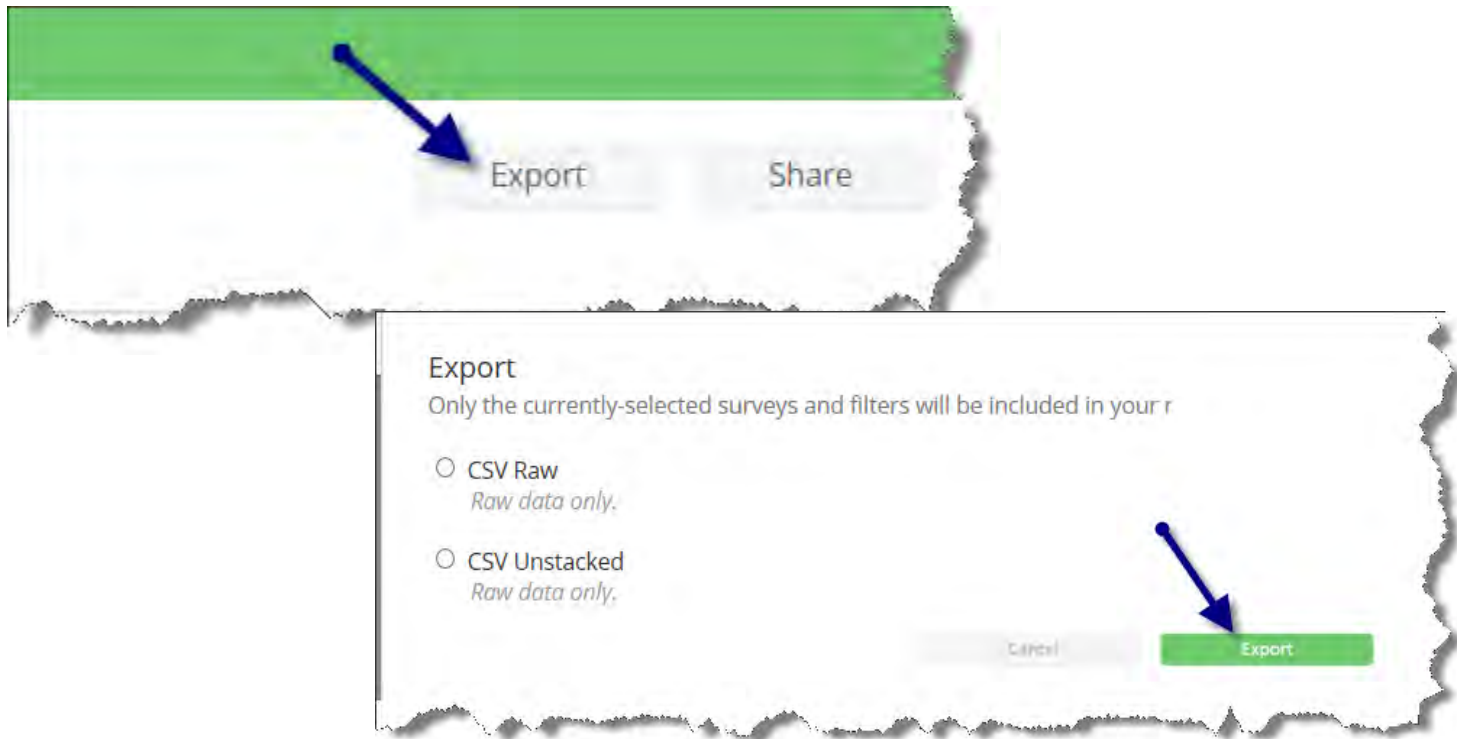 Export
Share
Export
Only the currently-selected surveys and filters will be included in your r
CSV Raw
Raw data only.
CSV Unstacked
Raw data only.
Cancel
Export